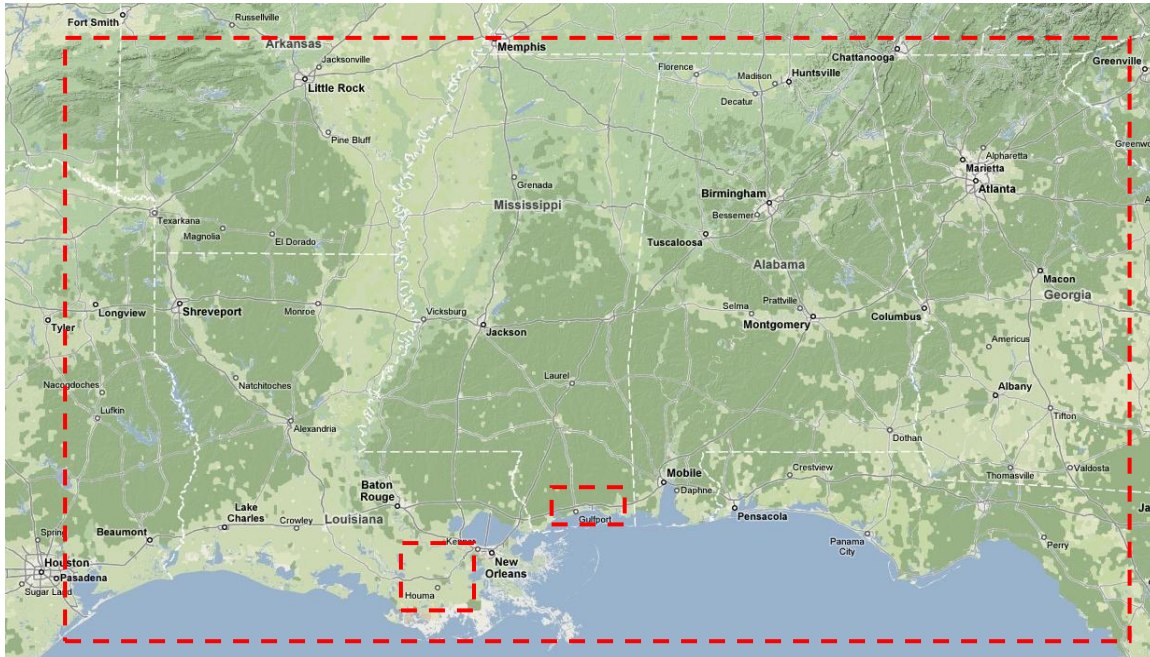 Fort Smith
Russellville
Arkansas
Memphis
Jacksonville
Little Rock
Pine Bluff
Florence
Madison
Huntsville
Decatur
Chattanooga
Greenville
Alpharetta
Marietta
Atlanta
Greenw
Grenada
Mississippi
Birmingham
Bessemer
Tuscaloosa
Texarkana
Magnolia
El Dorado
Alabama
Macon
Georgia
Longview
Tyler
Shreveport
Monroe
Vicksburg
Jackson
Selma
Prattville
Montgomery
Columbus
Americus
Nacogdoches
Lufkin
Natchitoches
Laurel
Albany
Tifton
Alexandria
Dothan
Thomasville
Valdosta
Baton
Rouge
Mobile
Daphne
Crestview
Pensacola
Gulfport
Lake
Charles
Crowley
Louisiana
Beaumont
Spring
Houston
Pasadena
Sugar Land
Kenner
New
Orleans
Houma
Panama
City
Perry
Ja